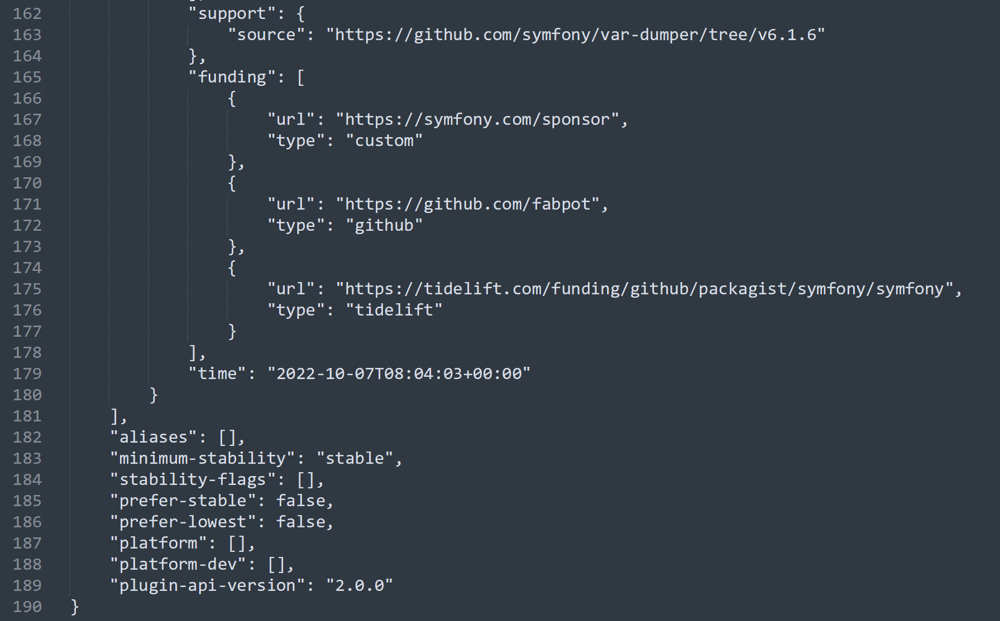 162 "support": {
163 "source": "https://github.com/symfony/var-dumper/tree/v6.1.6"
164 },
165 "funding": [
166 {
167 "url": "https://symfony.com/sponsor",
168 "type": "custom"
169 },
170 {
171 "url": "https://github.com/fabpot",
172 "type": "github"
173 },
174 {
175 "url": "https://tidelift.com/funding/github/packagist/symfony/symfony",
176 "type": "tidelift"
177 }
178 ],
179 "time": "2022-10-07T08:04:03+00:00"
180 }
181 ],
182 "aliases": [],
183 "minimum-stability": "stable",
184 "stability-flags": [],
185 "prefer-stable": false,
186 "prefer-lowest": false,
187 "platform": [],
188 "platform-dev": [],
189 "plugin-api-version": "2.0.0"
190 }